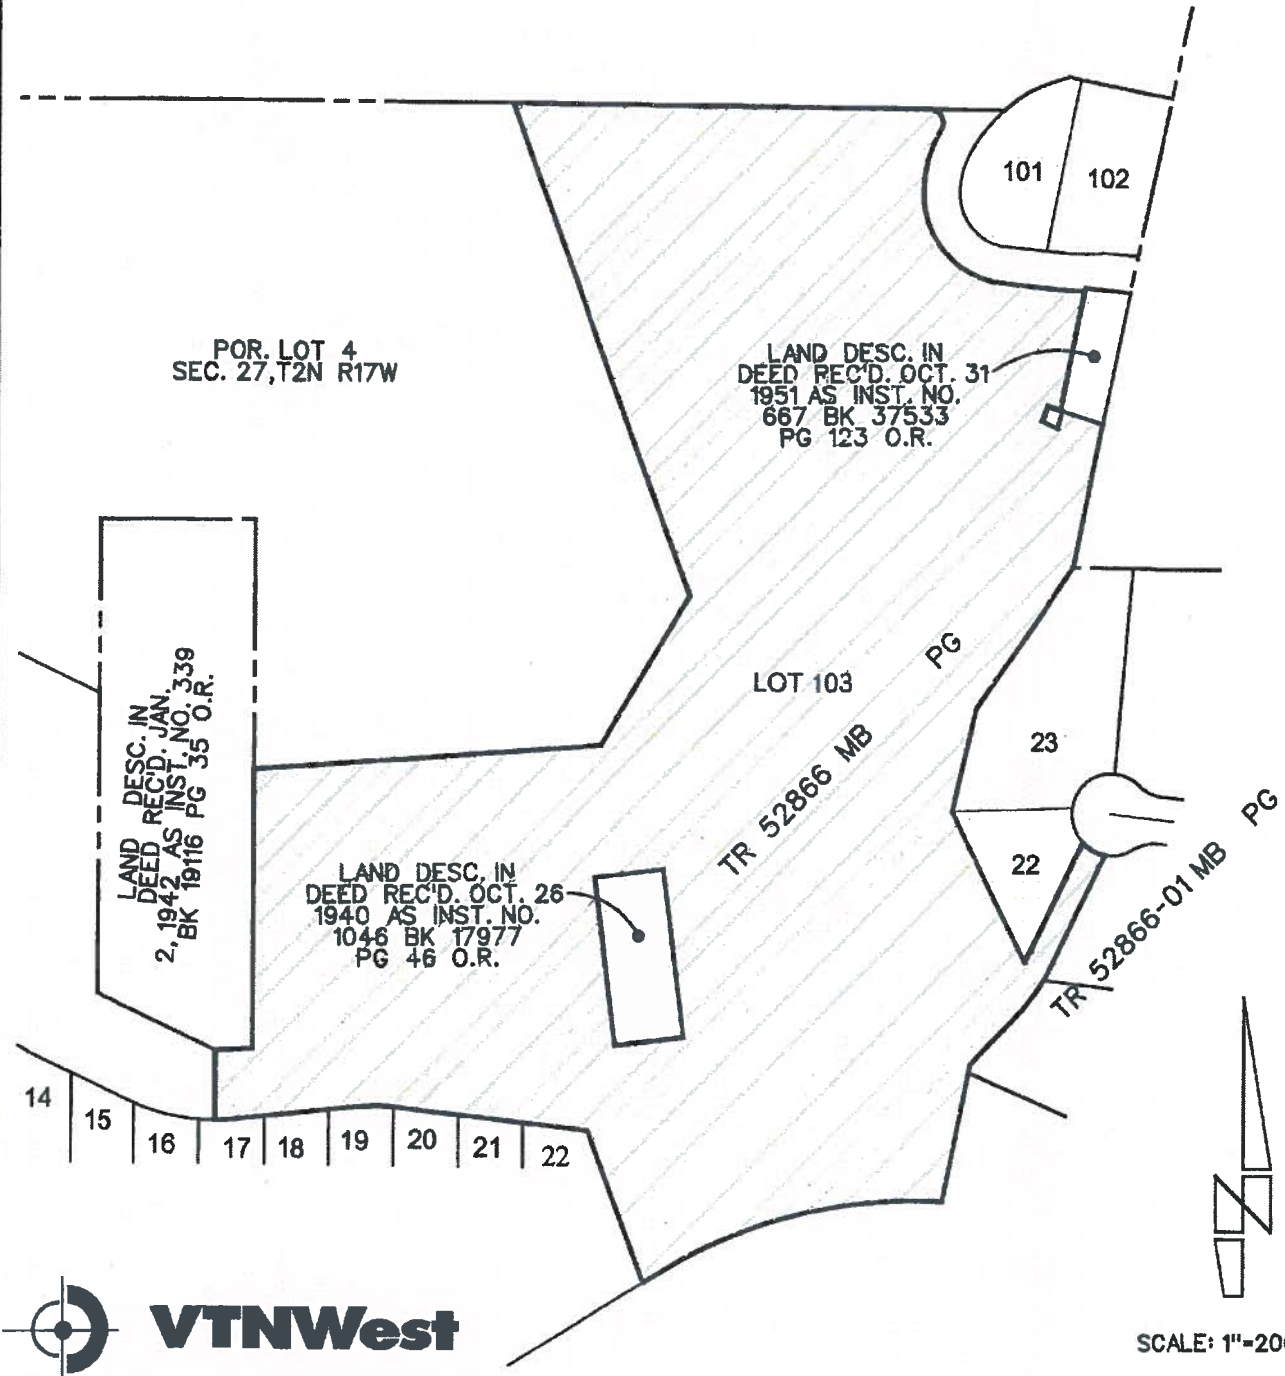 101
102
POR. LOT 4
SEC. 27, T2N R17W
LAND DESC. IN
DEED REC'D. OCT. 31
1951 AS INST. NO.
667 BK 37533
PG 123 O.R.
LAND DESC. IN
DEED REC'D. JAN.
2, 1942 AS INST. NO. 339
BK 19116 PG 35 O.R.
LOT 103
TR 52866 MB PG
23
22
TR 52866-01 MB PG
LAND DESC. IN
DEED REC'D. OCT. 26
1940 AS INST. NO.
1046 BK 17977
PG 46 O.R.
14
15
16
17
18
19
20
21
22
N
VTNWest
SCALE: 1"=20